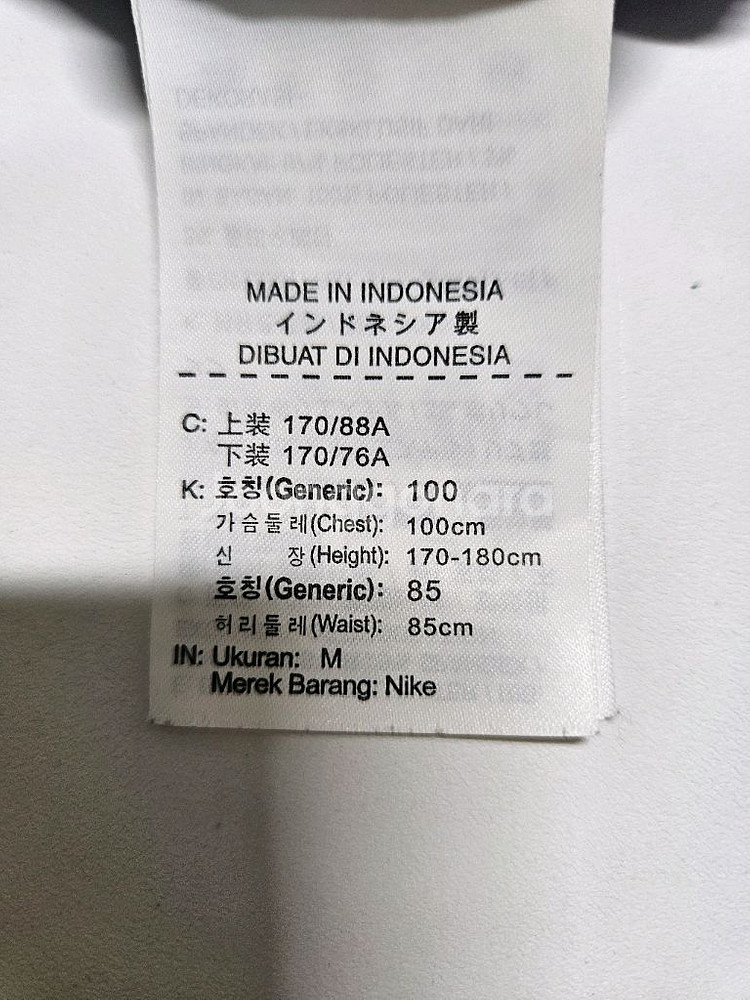 MADE IN INDONESIA
インドネシア製
DIBUAT DI INDONESIA
C: 上装 170/88A
下装 170/76A
K: 호칭(Generic): 100
가슴둘레(Chest): 100cm
신 장(Height): 170-180cm
호칭(Generic): 85
허리둘레(Waist): 85cm
IN: Ukuran: M
Merek Barang: Nike